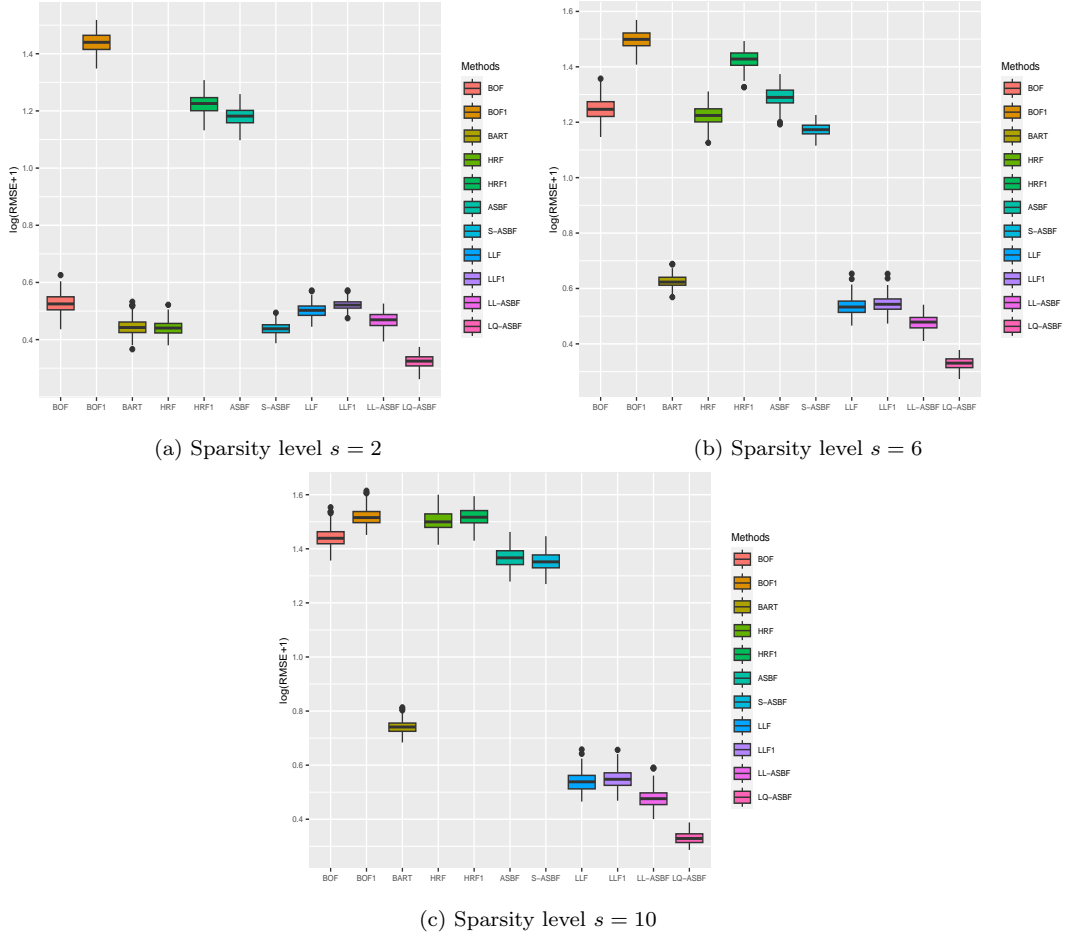 log(RMSE+1)
1.4
1.2
1.0
0.8
0.6
0.4
BOF BOF1 BART HRF HRF1 ASBF S-ASBF LLF LLF1 LL-ASBF LQ-ASBF
Methods
BOF
BOF1
BART
HRF
HRF1
ASBF
S-ASBF
LLF
LLF1
LL-ASBF
LQ-ASBF
(a) Sparsity level s = 2
log(RMSE+1)
1.6
1.4
1.2
1.0
0.8
0.6
0.4
BOF BOF1 BART HRF HRF1 ASBF S-ASBF LLF LLF1 LL-ASBF LQ-ASBF
Methods
BOF
BOF1
BART
HRF
HRF1
ASBF
S-ASBF
LLF
LLF1
LL-ASBF
LQ-ASBF
(b) Sparsity level s = 6
log(RMSE+1)
1.6
1.4
1.2
1.0
0.8
0.6
0.4
BOF BOF1 BART HRF HRF1 ASBF S-ASBF LLF LLF1 LL-ASBF LQ-ASBF
Methods
BOF
BOF1
BART
HRF
HRF1
ASBF
S-ASBF
LLF
LLF1
LL-ASBF
LQ-ASBF
(c) Sparsity level s = 10